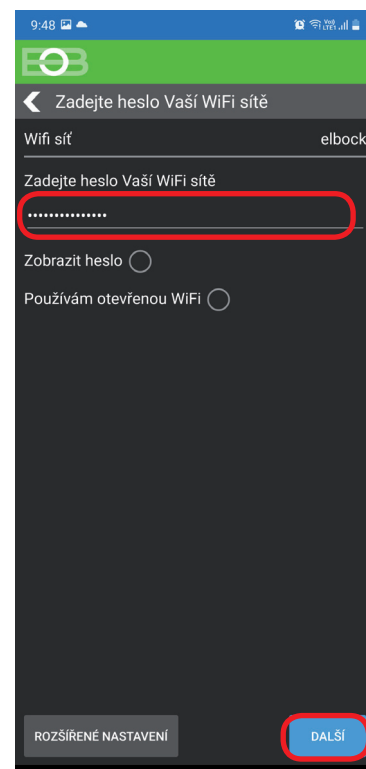 9:48
EOB
Zadejte heslo Vaší WiFi sítě
Wifi síť elbock
Zadejte heslo Vaší WiFi sítě
•••••••••••••••
Zobrazit heslo
Používám otevřenou WiFi
ROZŠÍŘENÉ NASTAVENÍ DALŠÍ